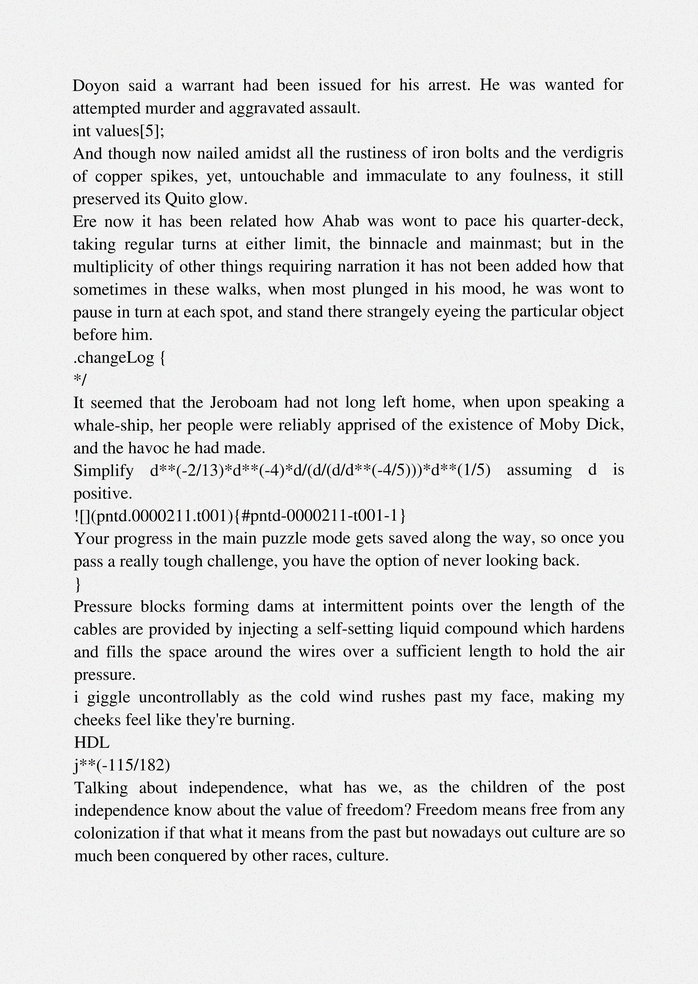 Doyon said a warrant had been issued for his arrest. He was wanted for
attempted murder and aggravated assault.
int values[5];
And though now nailed amidst all the rustiness of iron bolts and the verdigris
of copper spikes, yet, untouchable and immaculate to any foulness, it still
preserved its Quito glow.
Ere now it has been related how Ahab was wont to pace his quarter-deck,
taking regular turns at either limit, the binnacle and mainmast; but in the
multiplicity of other things requiring narration it has not been added how that
sometimes in these walks, when most plunged in his mood, he was wont to
pause in turn at each spot, and stand there strangely eyeing the particular object
before him.
.changeLog {
*/
It seemed that the Jeroboam had not long left home, when upon speaking a
whale-ship, her people were reliably apprised of the existence of Moby Dick,
and the havoc he had made.
Simplify d**(-2/13)*d**(-4)*d/(d/(d/d**(-4/5)))*d**(1/5) assuming d is
positive.
![](pntd.0000211.t001){#pntd-0000211-t001-1}
Your progress in the main puzzle mode gets saved along the way, so once you
pass a really tough challenge, you have the option of never looking back.
}
Pressure blocks forming dams at intermittent points over the length of the
cables are provided by injecting a self-setting liquid compound which hardens
and fills the space around the wires over a sufficient length to hold the air
pressure.
i giggle uncontrollably as the cold wind rushes past my face, making my
cheeks feel like they're burning.
HDL
j**(-115/182)
Talking about independence, what has we, as the children of the post
independence know about the value of freedom? Freedom means free from any
colonization if that what it means from the past but nowadays out culture are so
much been conquered by other races, culture.